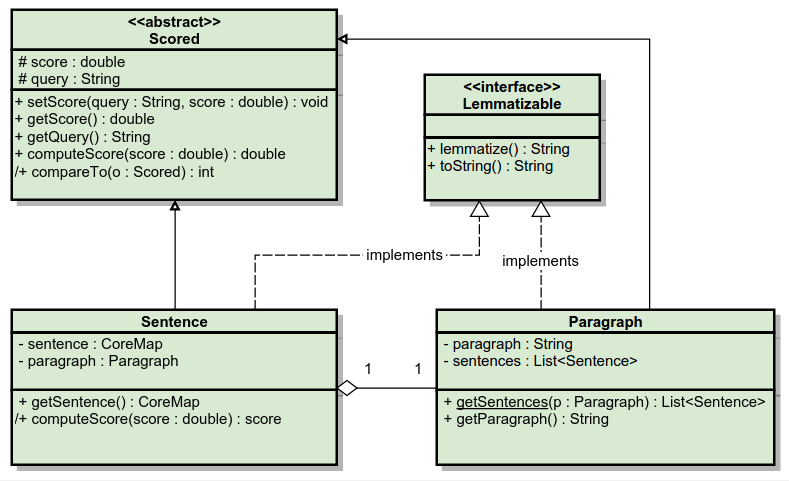 <<abstract>>
Scored
# score : double
# query : String
+ setScore(query : String, score : double) : void
+ getScore() : double
+ getQuery() : String
+ computeScore(score : double) : double
/+ compareTo(o : Scored) : int
<<interface>>
Lemmatizable
+ lemmatize() : String
+ toString() : String
implements
implements
Sentence
- sentence : CoreMap
- paragraph : Paragraph
+ getSentence() : CoreMap
/+ computeScore(score : double) : score
1
1
Paragraph
- paragraph : String
- sentences : List<Sentence>
+ getSentences(p : Paragraph) : List<Sentence>
+ getParagraph() : String